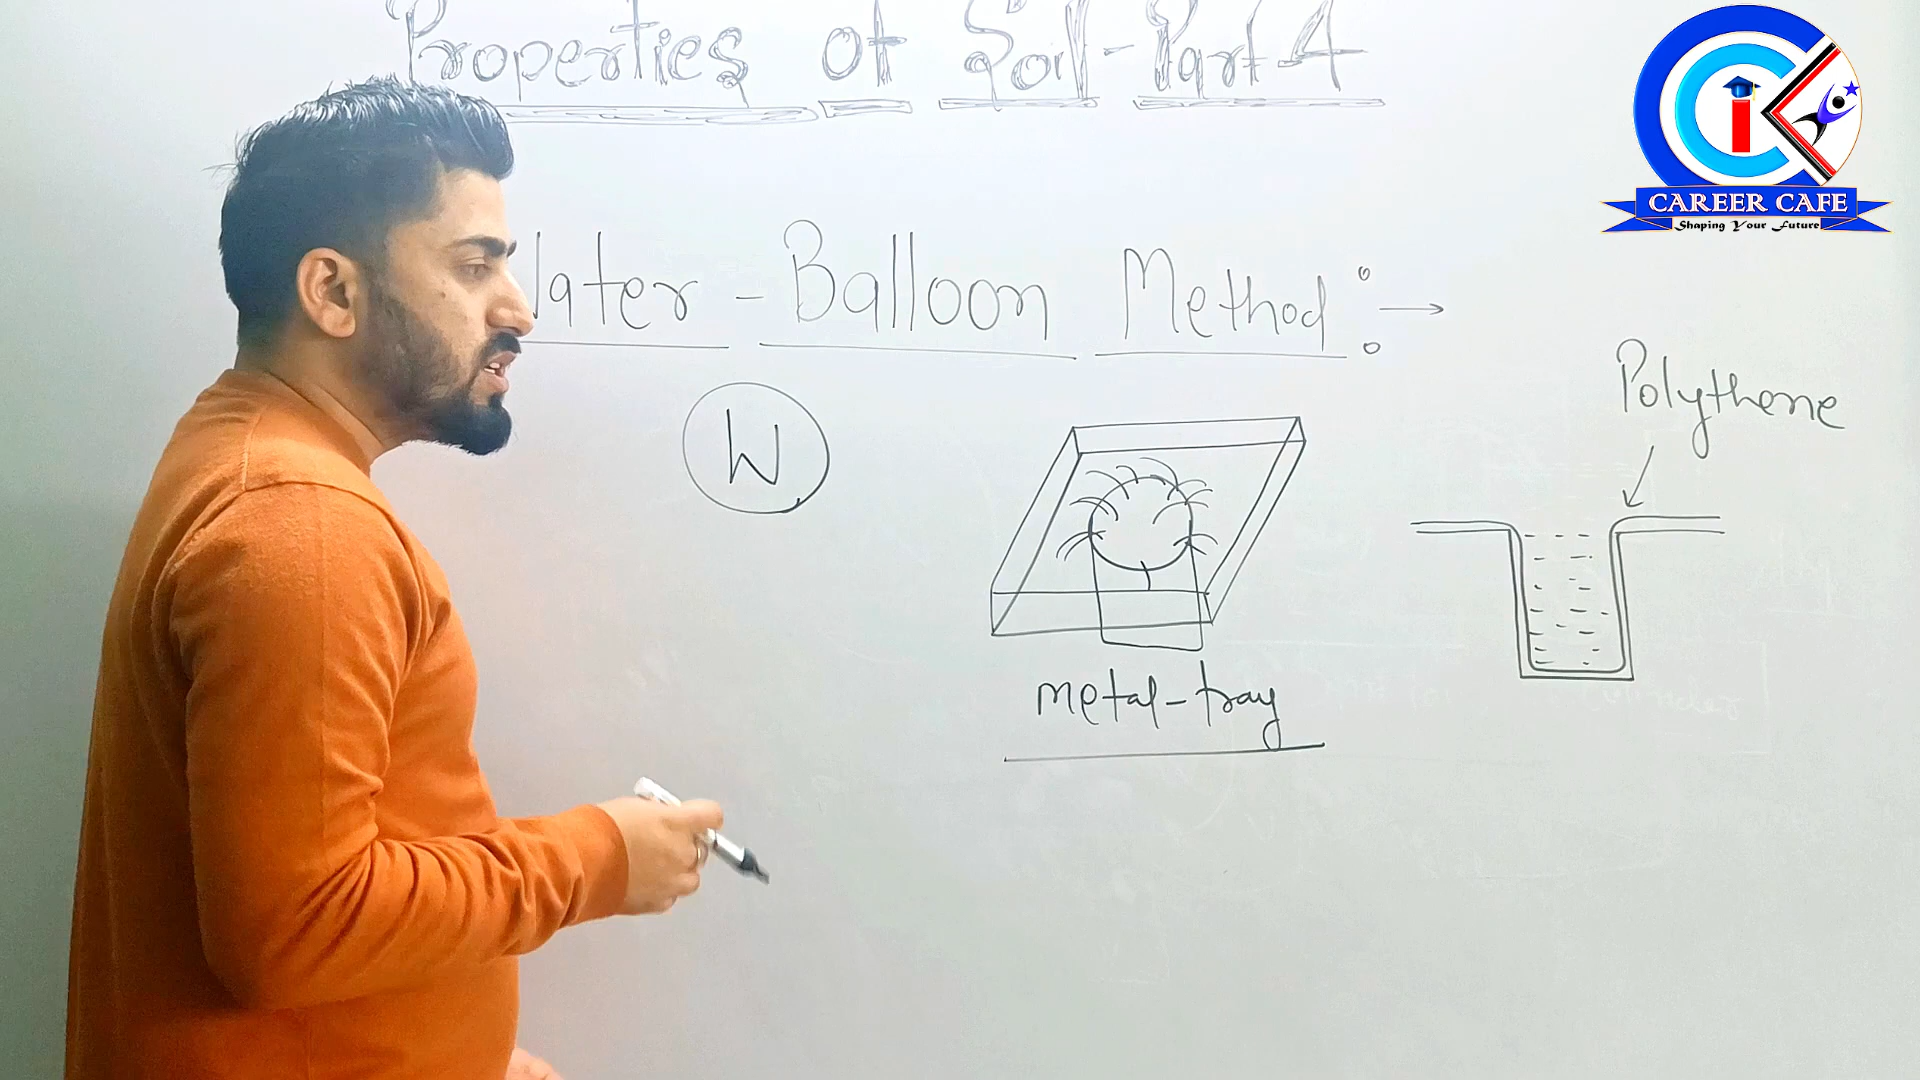 Properties of Soil - Part 4
CAREER CAFE
Shaping Your Future
Water - Balloon Method : →
Polythene
W
metal - tray